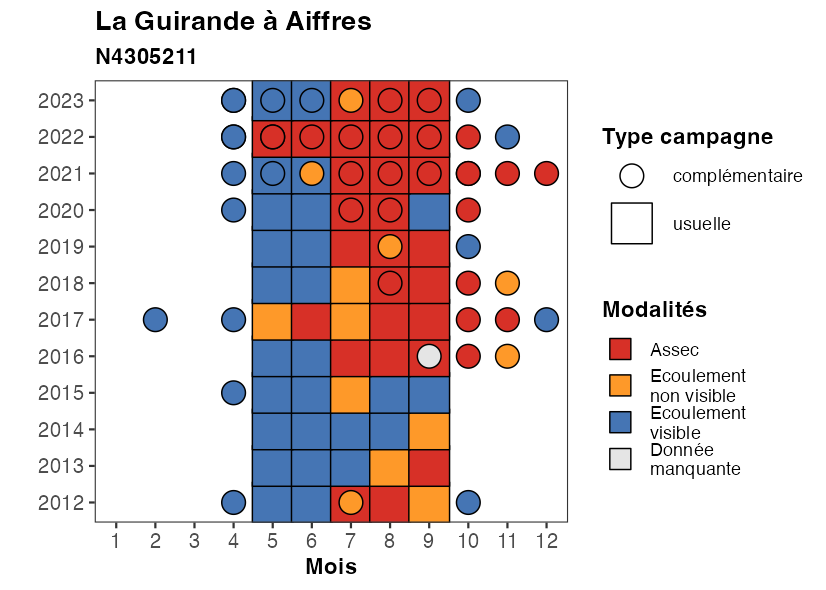 La Guirande à Aiffres
N4305211
2023
2022
2021
2020
2019
2018
2017
2016
2015
2014
2013
2012
1 2 3 4 5 6 7 8 9 10 11 12
Mois
Type campagne
complémentaire
usuelle
Modalités
Assec
Ecoulement
non visible
Ecoulement
visible
Donnée
manquante